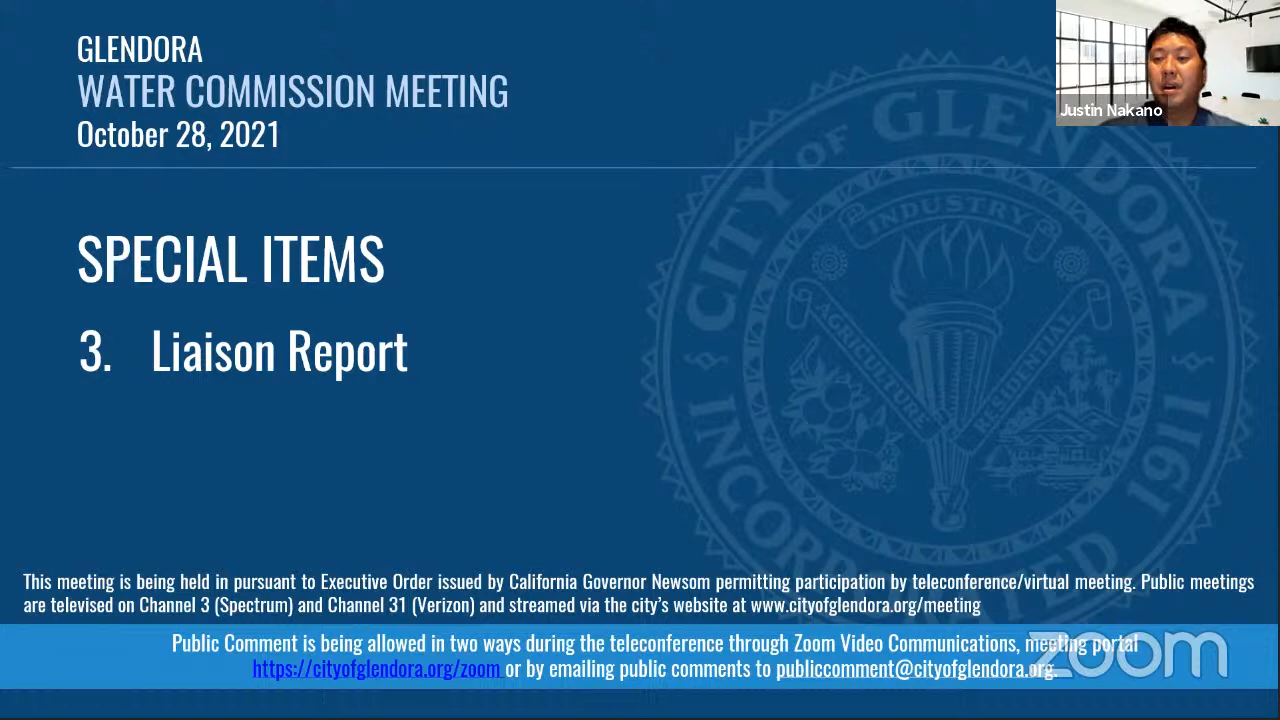 GLENDORA
WATER COMMISSION MEETING
October 28, 2021
Justin Nakano
SPECIAL ITEMS
3. Liaison Report
CITY OF GLENDORA
INDUSTRY
AGRICULTURE
RESIDENTIAL
INCORPORATED 1911
This meeting is being held in pursuant to Executive Order issued by California Governor Newsom permitting participation by teleconference/virtual meeting. Public meetings
are televised on Channel 3 (Spectrum) and Channel 31 (Verizon) and streamed via the city's website at www.cityofglendora.org/meeting
Public Comment is being allowed in two ways during the teleconference through Zoom Video Communications, meeting portal
https://cityofglendora.org/zoom or by emailing public comments to publiccomment@cityofglendora.org.
zoom